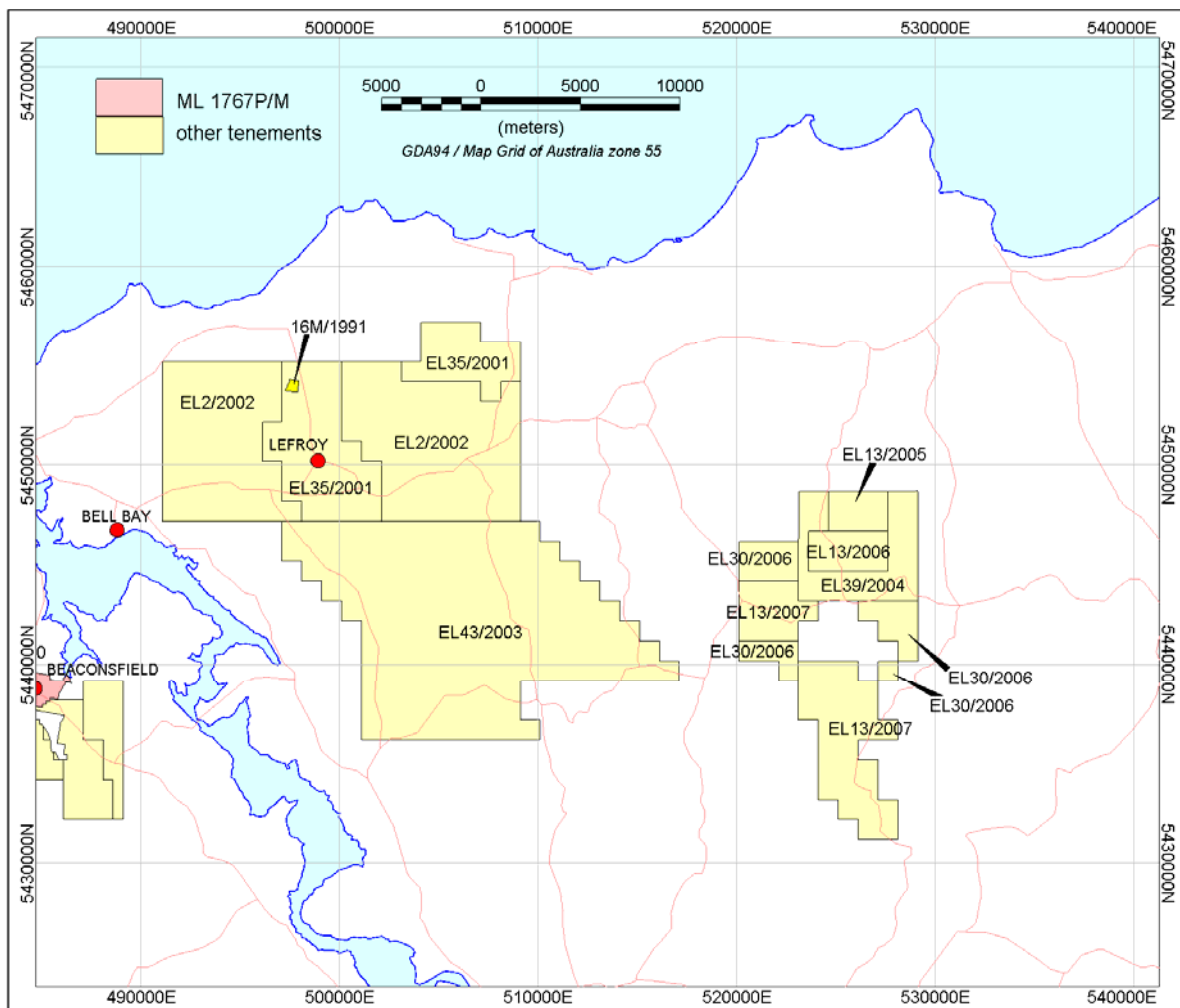 490000E 500000E 510000E 520000E 530000E 540000E
5470000N 5470000N
ML 1767P/M
other tenements
5000 0 5000 10000
(meters)
GDA94 / Map Grid of Australia zone 55
5460000N 5460000N
16M/1991
EL35/2001
EL2/2002
EL2/2002
LEFROY
EL13/2005
5450000N 5450000N
EL35/2001
BELL BAY
EL30/2006
EL13/2006
EL39/2004
EL13/2007
EL43/2003
EL30/2006
0
BEACONSFIELD
5440000N 5440000N
EL30/2006
EL30/2006
EL13/2007
5430000N 5430000N
490000E 500000E 510000E 520000E 530000E 540000E